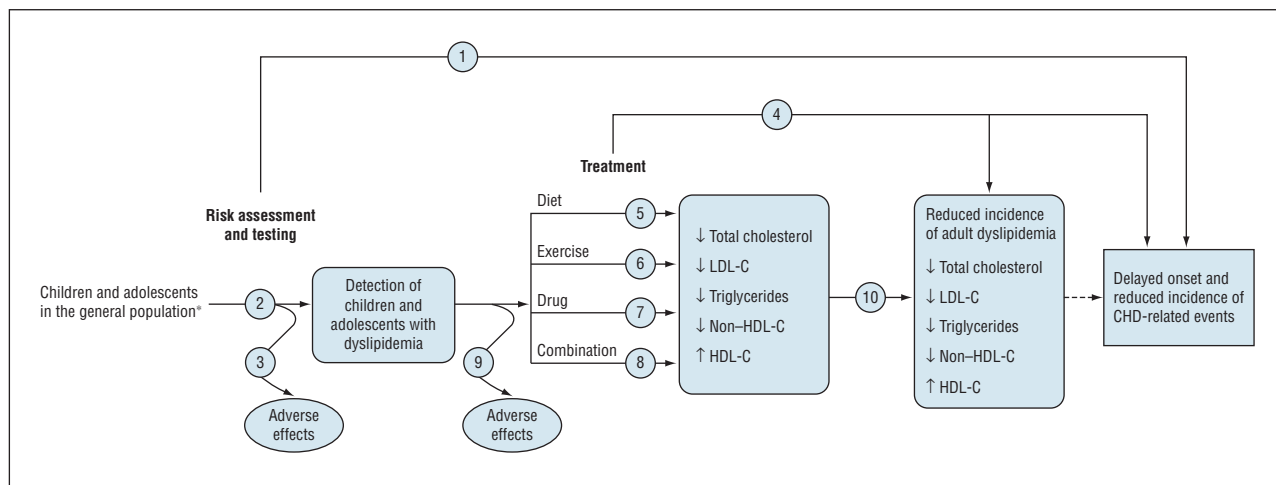 1
4
Treatment
Risk assessment
and testing
Children and adolescents
in the general population*
2
3
Adverse
effects
Detection of
children and
adolescents with
dyslipidemia
9
Adverse
effects
Diet
5
Exercise
6
Drug
7
Combination
8
↓ Total cholesterol
↓ LDL-C
↓ Triglycerides
↓ Non–HDL-C
↑ HDL-C
10
Reduced incidence
of adult dyslipidemia
↓ Total cholesterol
↓ LDL-C
↓ Triglycerides
↓ Non–HDL-C
↑ HDL-C
Delayed onset and
reduced incidence of
CHD-related events